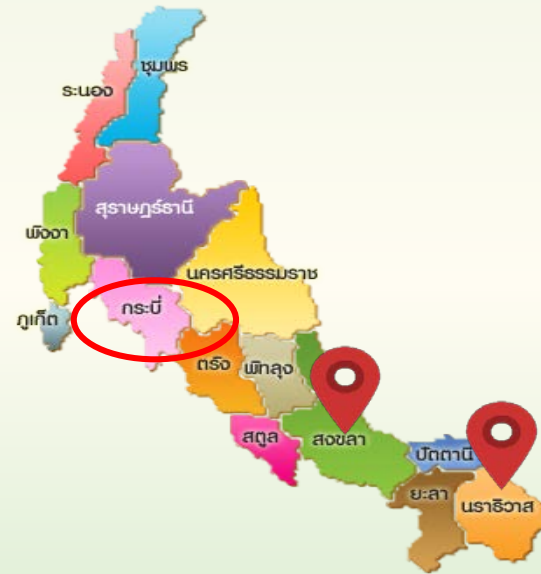 ชุมพร
ระนอง
สุราษฎร์ธานี
พังงา
นครศรีธรรมราช
กระบี่
ภูเก็ต
ตรัง
พัทลุง
สตูล
สงขลา
ปัตตานี
ยะลา
นราธิวาส